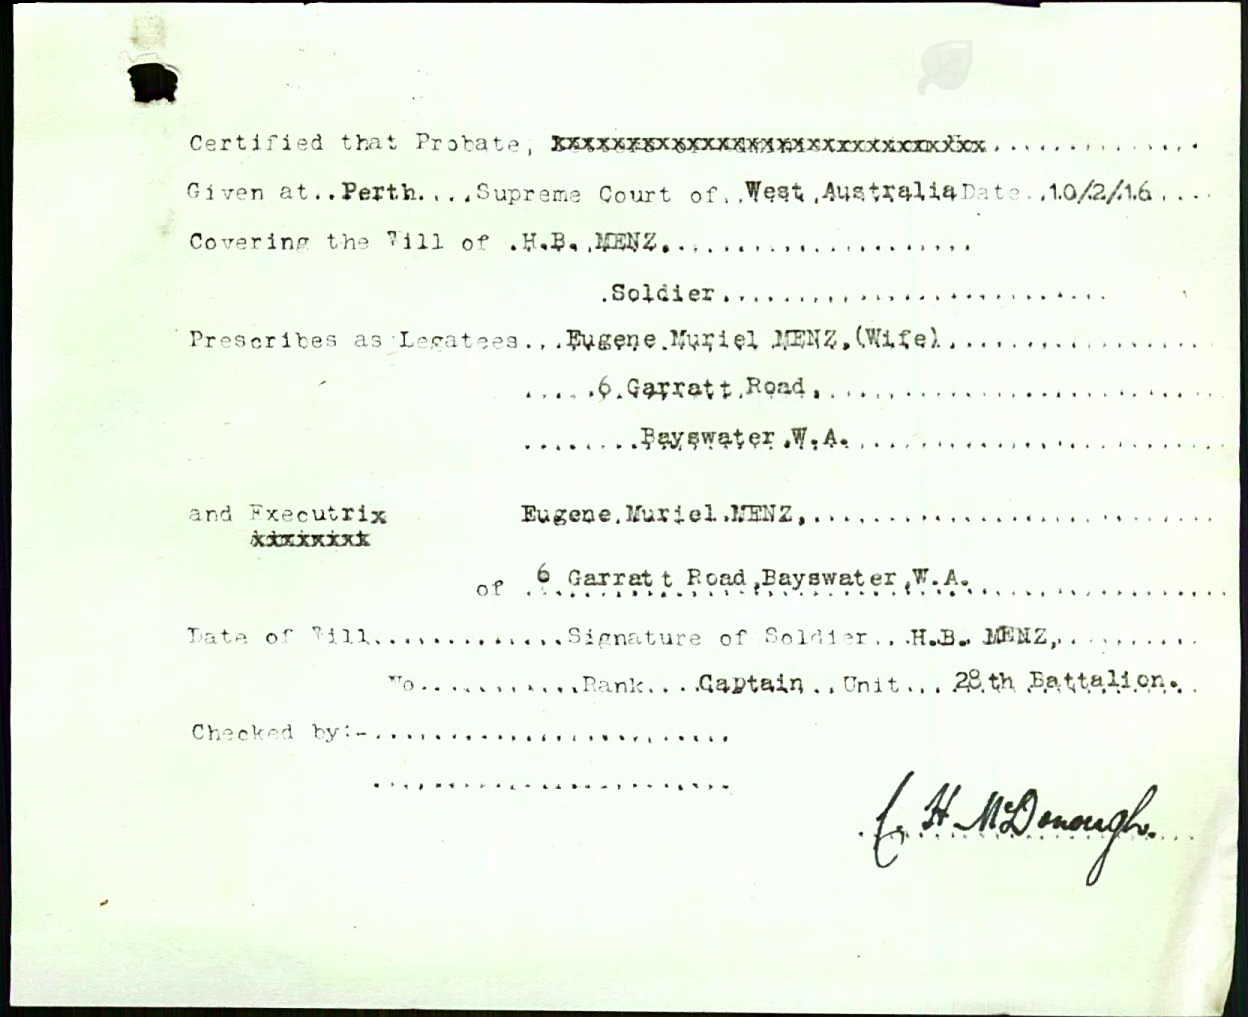 Certified that Probate, xxxxxxxxxxxxxxxxxxxxxxxxxxxxx..............
Given at..Perth....Supreme Court of..West.Australia Date..10/2/16....
Covering the Will of .H.B. MENZ.....................
.Soldier..........................
Prescribes as Legatees...Eugene.Muriel MENZ.(Wife)..................
.....6.Garratt.Road...........................
........Bayswater.W.A..........................
and Executrix Eugene.Muriel.MENZ,...........................
xxxxxxxx
of 6 Garratt Road,Bayswater,W.A...................
Date of Will.............Signature of Soldier...H.B. MENZ,..........
No...........Rank....Captain..Unit... 28th Battalion...
Checked by:-........................
........................
C. H McDonough.